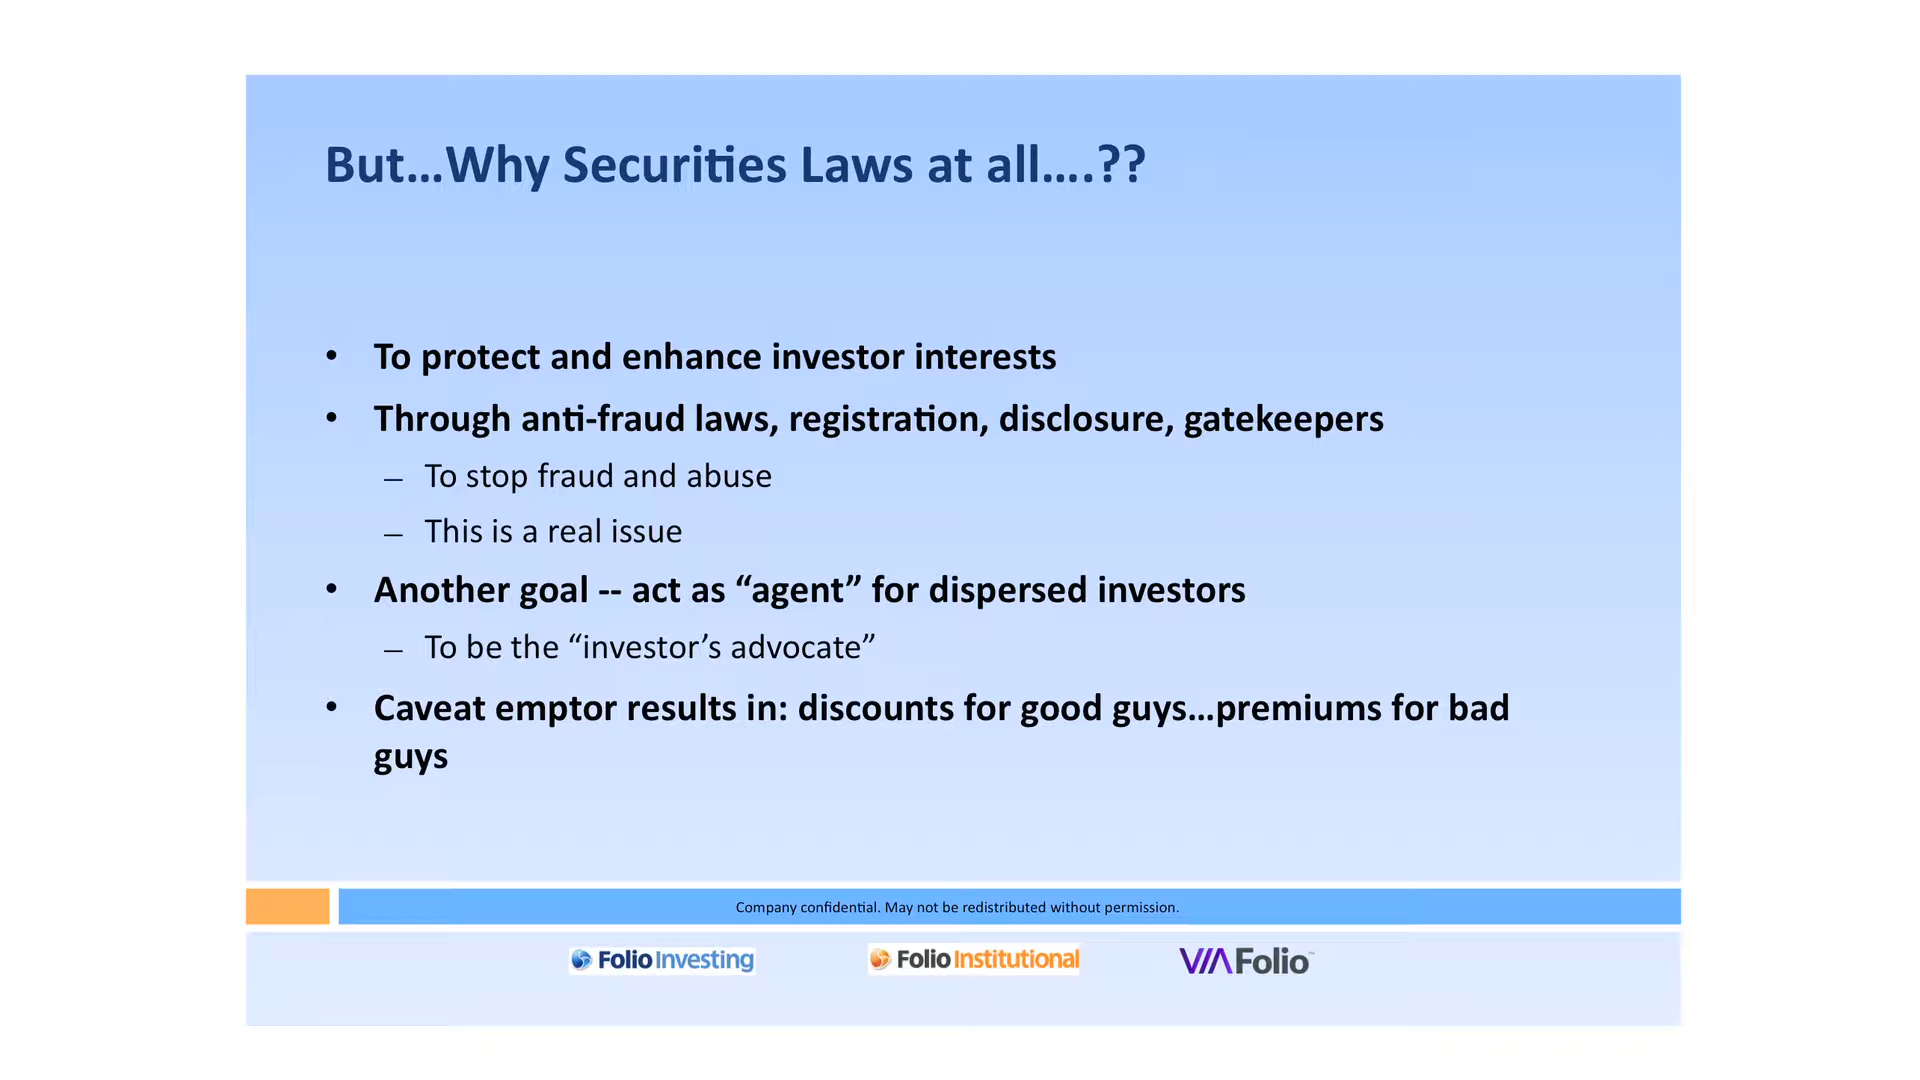 But…Why Securities Laws at all….??
• To protect and enhance investor interests
• Through anti-fraud laws, registration, disclosure, gatekeepers
– To stop fraud and abuse
– This is a real issue
• Another goal -- act as “agent” for dispersed investors
– To be the “investor’s advocate”
• Caveat emptor results in: discounts for good guys…premiums for bad
guys
Company confidential. May not be redistributed without permission.
Folio Investing Folio Institutional VIA Folio™